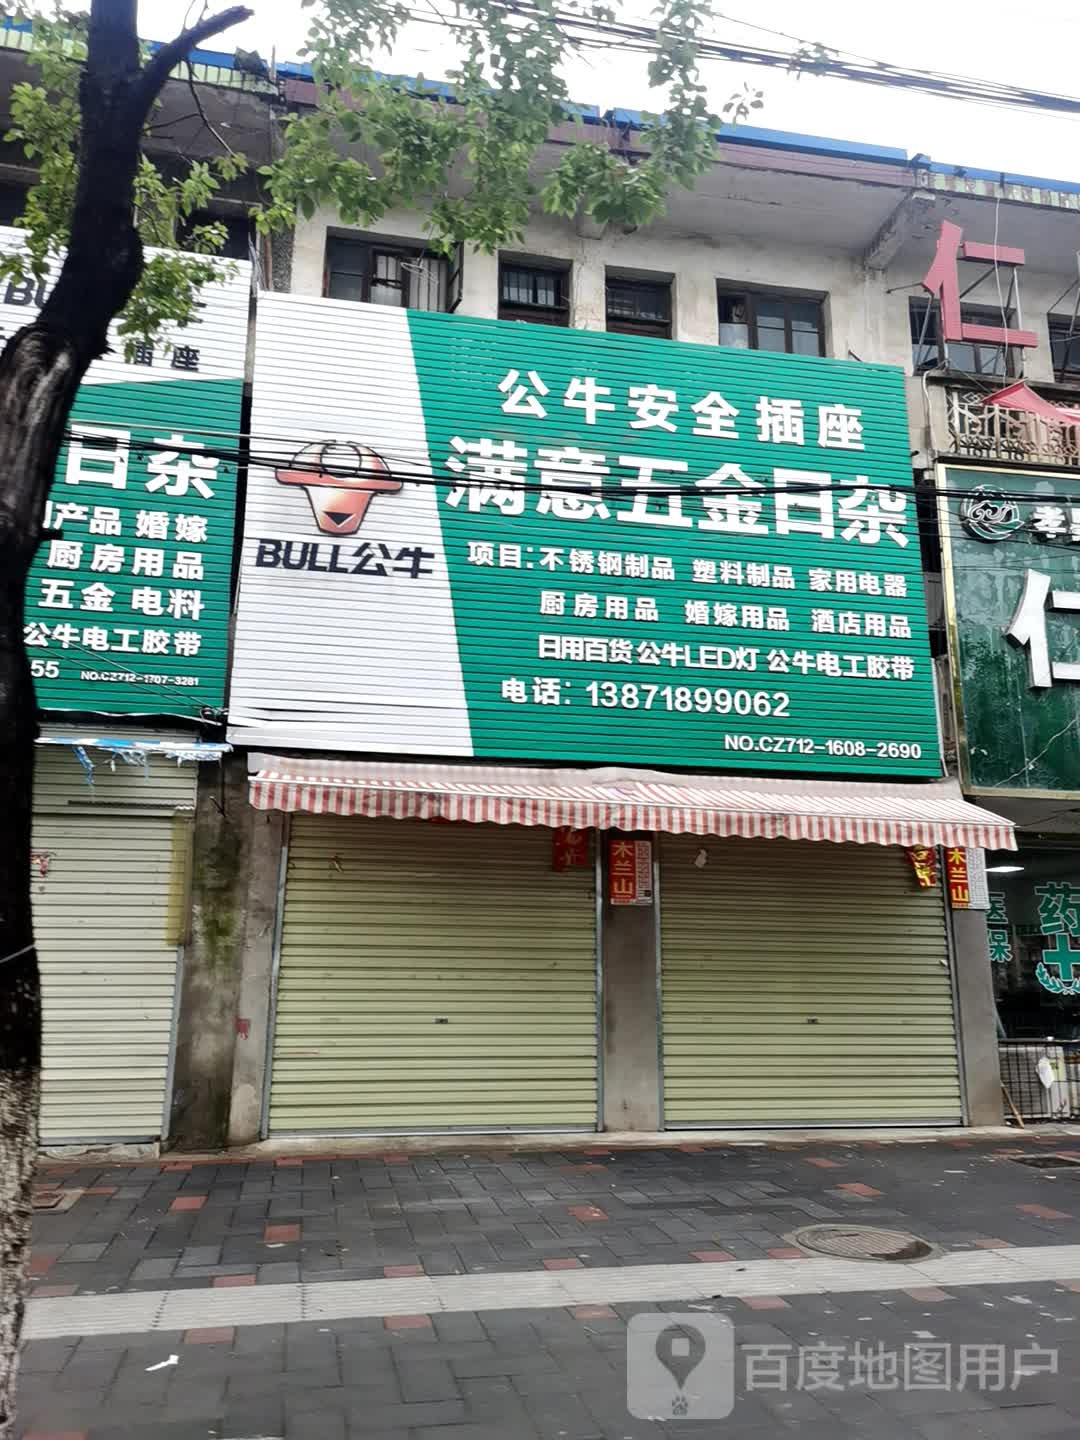 公牛安全插座
满意五金日杂
BULL公牛
项目:不锈钢制品 塑料制品 家用电器
厨房用品 婚嫁用品 酒店用品
日用百货 公牛LED灯 公牛电工胶带
电话: 13871899062
NO.CZ712-1608-2690
插座
日杂
产品 婚嫁
厨房用品
五金 电料
公牛电工胶带
55 NO.CZ712-1707-3281
仁
仁
木兰山
木兰山
医保
药
百度地图用户